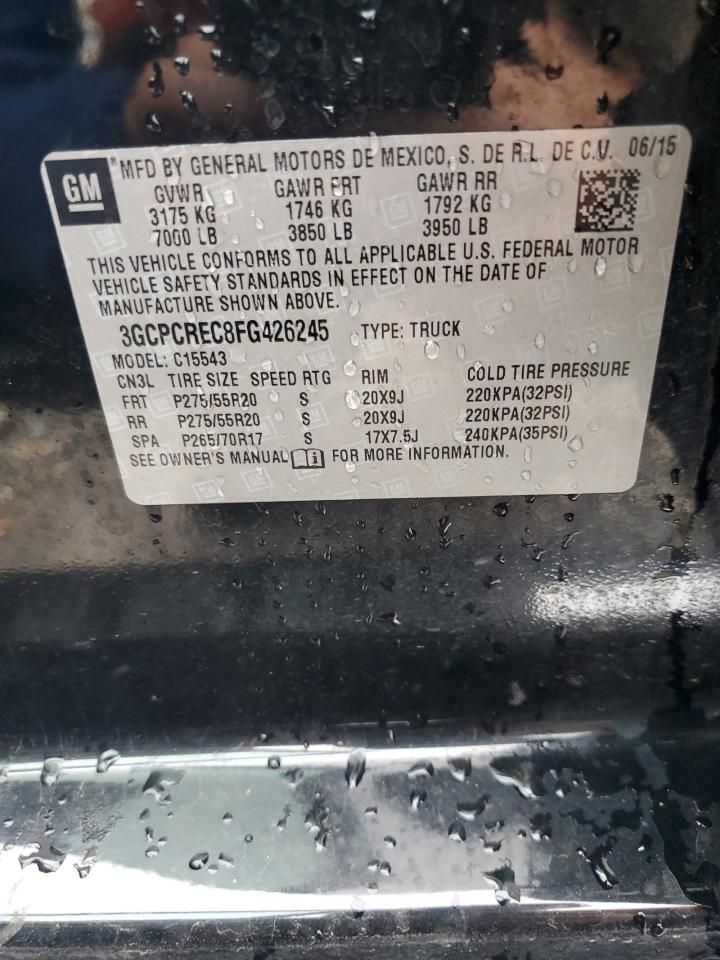 GM ® MFD BY GENERAL MOTORS DE MEXICO, S. DE R.L. DE C.V. 06/15
GVWR GAWR FRT GAWR RR
3175 KG 1746 KG 1792 KG
7000 LB 3850 LB 3950 LB
THIS VEHICLE CONFORMS TO ALL APPLICABLE U.S. FEDERAL MOTOR
VEHICLE SAFETY STANDARDS IN EFFECT ON THE DATE OF
MANUFACTURE SHOWN ABOVE.
3GCPCREC8FG426245 TYPE: TRUCK
MODEL: C15543
CN3L TIRE SIZE SPEED RTG RIM COLD TIRE PRESSURE
FRT P275/55R20 S 20X9J 220KPA(32PSI)
RR P275/55R20 S 20X9J 220KPA(32PSI)
SPA P265/70R17 S 17X7.5J 240KPA(35PSI)
SEE OWNER'S MANUAL i FOR MORE INFORMATION.